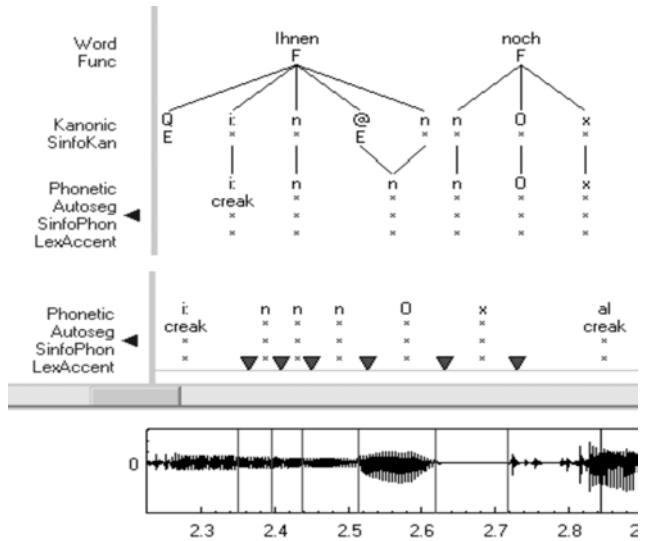 Word Ihnen noch
Func F F
Kanonic Q i: n @ n n O x
SinfoKan E × × E × × × ×
Phonetic i: n n n O x
Autoseg creak × × × × ×
SinfoPhon × × × × × ×
LexAccent × × × × × ×
Phonetic i: n n n O x aI
Autoseg creak × × × × × creak
SinfoPhon × × × × × × ×
LexAccent × × × × × × ×
0
2.3 2.4 2.5 2.6 2.7 2.8 2